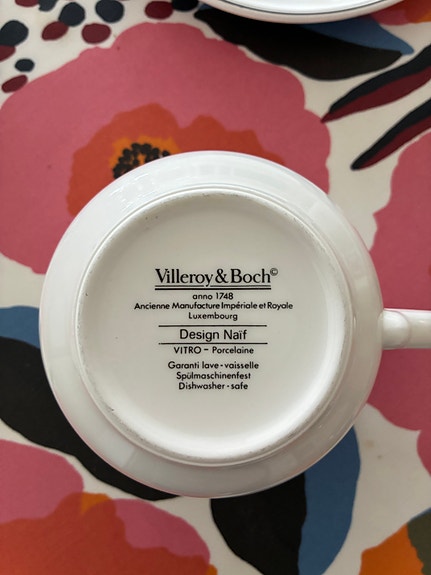 Villeroy & Boch©
anno 1748
Ancienne Manufacture Impériale et Royale
Luxembourg
Design Naïf
VITRO - Porcelaine
Garanti lave-vaisselle
Spülmaschinenfest
Dishwasher-safe